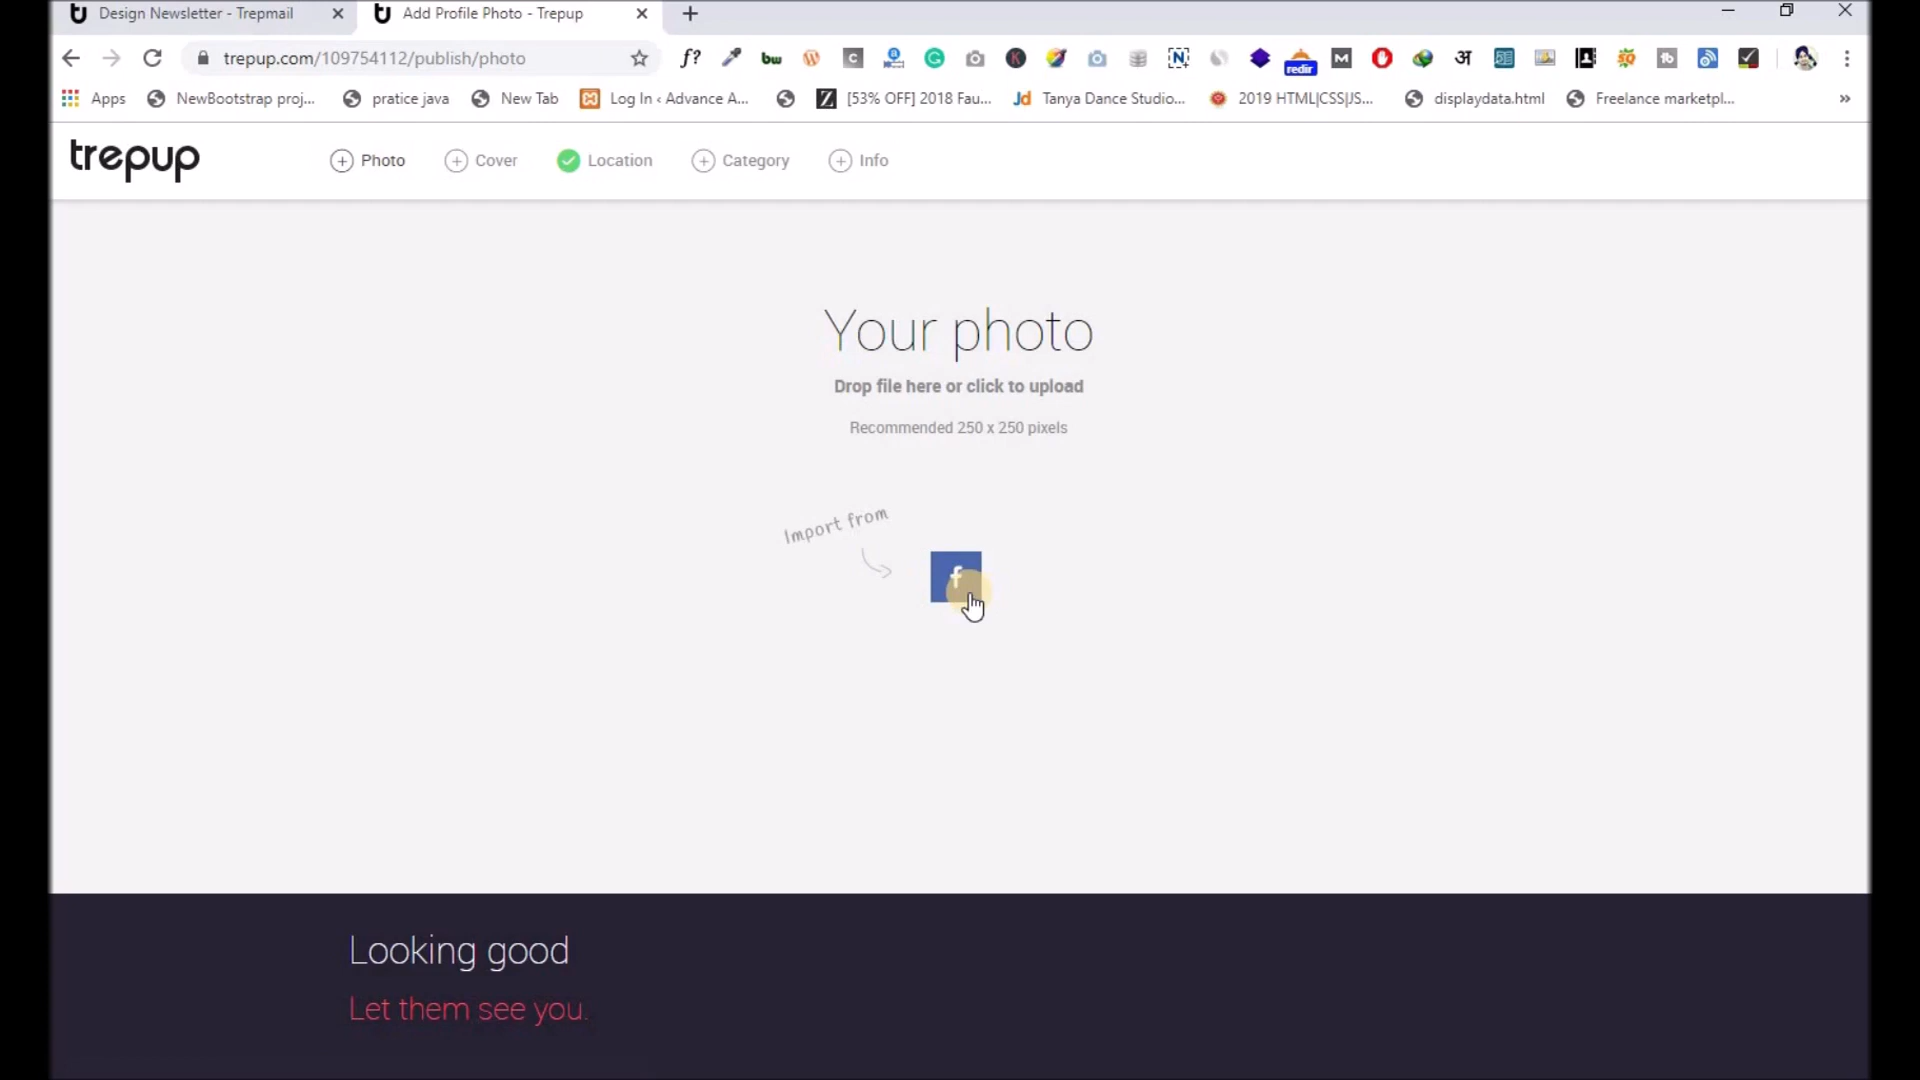 Design Newsletter - Trepmail
Add Profile Photo - Trepup
trepup.com/109754112/publish/photo
f?
bw
redir
Apps
NewBootstrap proj...
pratice java
New Tab
Log In ‹ Advance A...
[53% OFF] 2018 Fau...
Jd
Tanya Dance Studio...
2019 HTML|CSS|JS...
displaydata.html
Freelance marketpl...
»
trepup
Photo
Cover
Location
Category
Info
Your photo
Drop file here or click to upload
Recommended 250 x 250 pixels
Import from
f
Looking good
Let them see you.